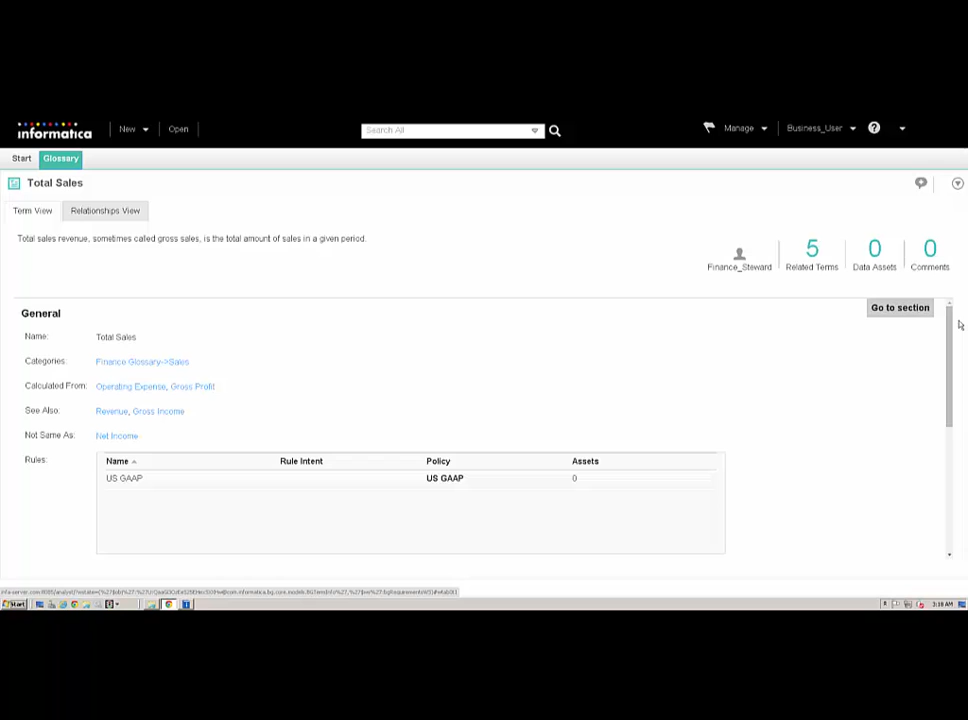 informatica
New
Open
Search All
Manage
Business_User
Start
Glossary
Total Sales
Term View
Relationships View
Total sales revenue, sometimes called gross sales, is the total amount of sales in a given period.
Finance_Steward
5
Related Terms
0
Data Assets
0
Comments
General
Go to section
Name: Total Sales
Categories: Finance Glossary->Sales
Calculated From: Operating Expense, Gross Profit
See Also: Revenue, Gross Income
Not Same As: Net Income
Rules:
Name Rule Intent Policy Assets
US GAAP US GAAP 0
Start
3:18 AM